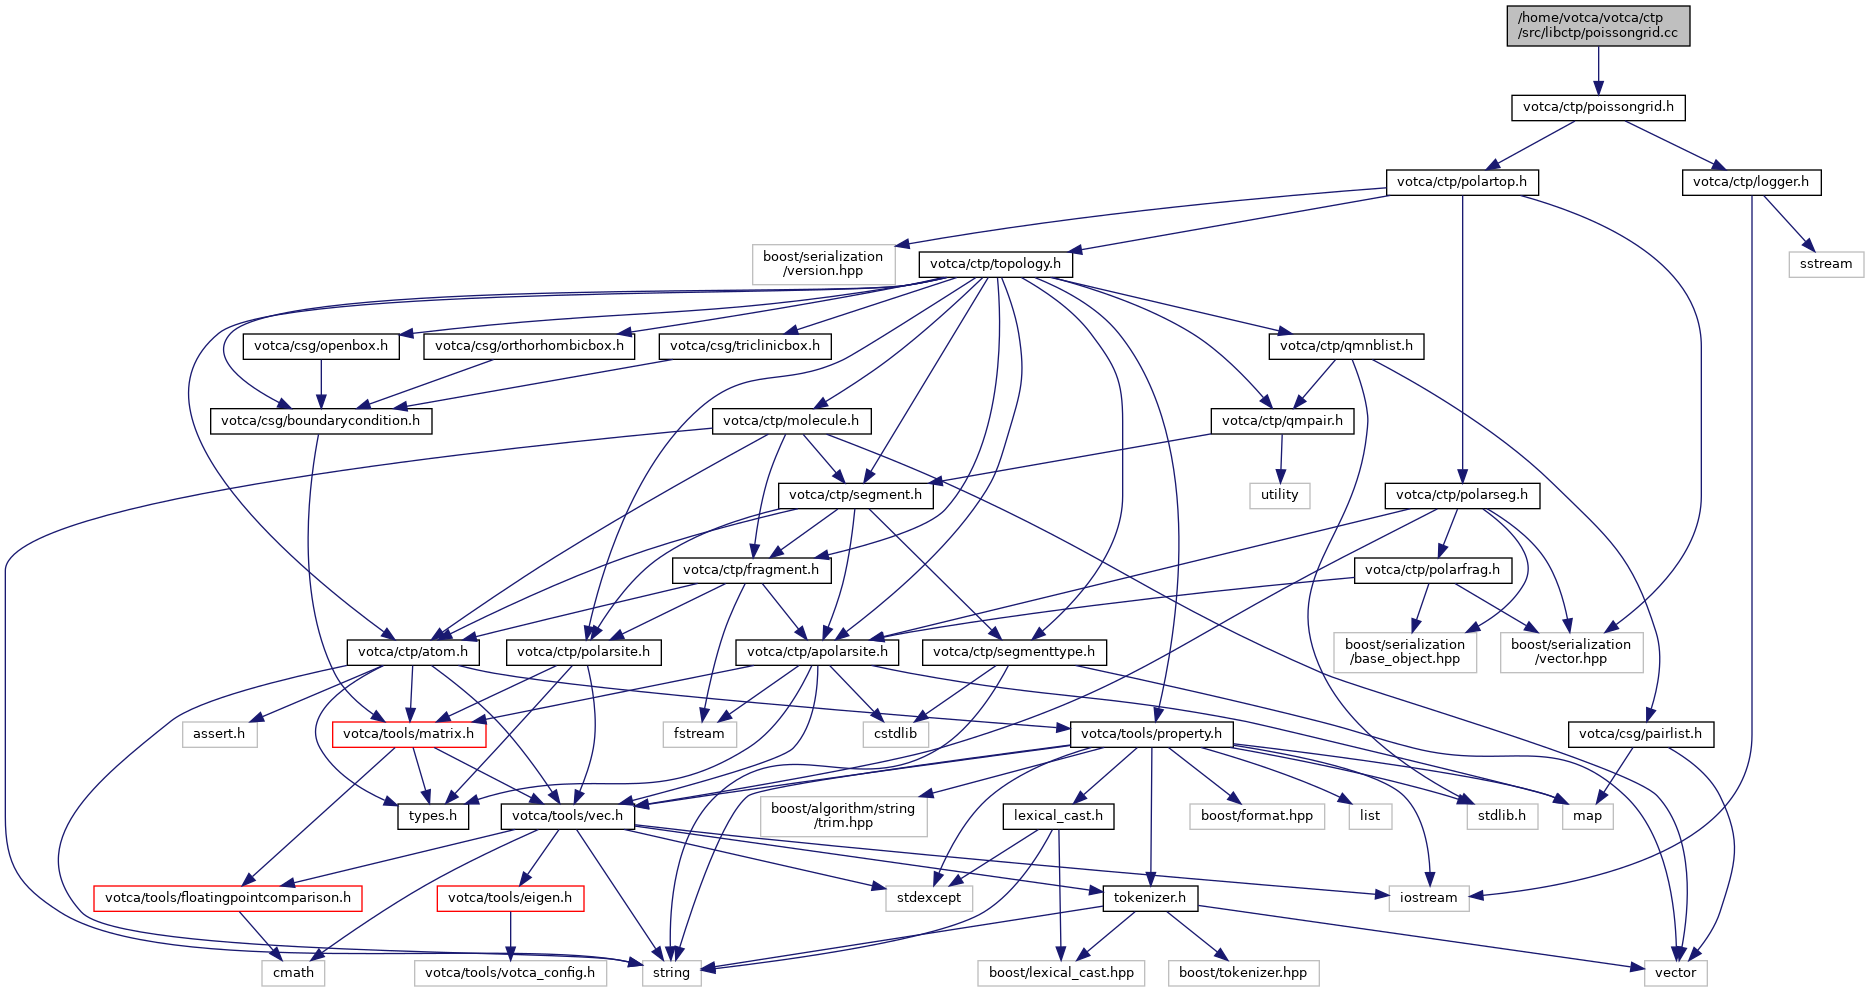 /home/votca/votca/ctp
/src/libctp/poissongrid.cc
votca/ctp/poissongrid.h
votca/ctp/polartop.h
votca/ctp/logger.h
boost/serialization
/version.hpp
votca/ctp/topology.h
sstream
votca/csg/openbox.h
votca/csg/orthorhombicbox.h
votca/csg/triclinicbox.h
votca/ctp/qmnblist.h
votca/csg/boundarycondition.h
votca/ctp/molecule.h
votca/ctp/qmpair.h
votca/ctp/segment.h
utility
votca/ctp/polarseg.h
votca/ctp/fragment.h
votca/ctp/polarfrag.h
votca/ctp/atom.h
votca/ctp/polarsite.h
votca/ctp/apolarsite.h
votca/ctp/segmenttype.h
boost/serialization
/base_object.hpp
boost/serialization
/vector.hpp
assert.h
votca/tools/matrix.h
fstream
cstdlib
votca/tools/property.h
votca/csg/pairlist.h
types.h
votca/tools/vec.h
boost/algorithm/string
/trim.hpp
lexical_cast.h
boost/format.hpp
list
stdlib.h
map
votca/tools/floatingpointcomparison.h
votca/tools/eigen.h
stdexcept
tokenizer.h
iostream
cmath
votca/tools/votca_config.h
string
boost/lexical_cast.hpp
boost/tokenizer.hpp
vector